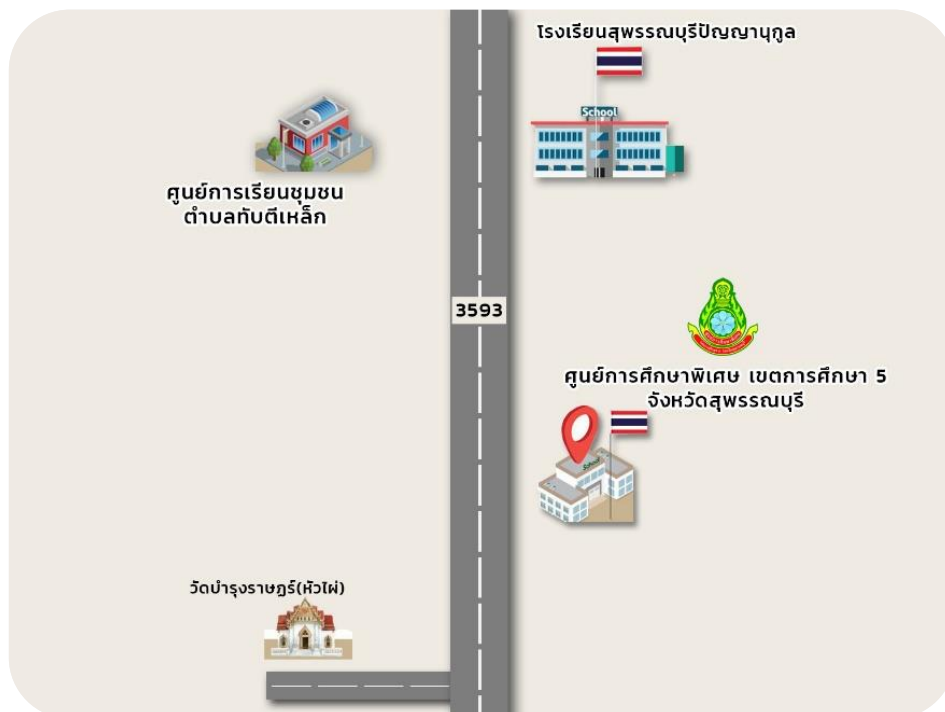 โรงเรียนสุพรรณบุรีปัญญานุกูล
School
ศูนย์การเรียนชุมชน
ตำบลทับตีเหล็ก
3593
ศูนย์การศึกษาพิเศษ เขตการศึกษา 5
จังหวัดสุพรรณบุรี
School
วัดบำรุงราษฎร์(หัวไผ่)